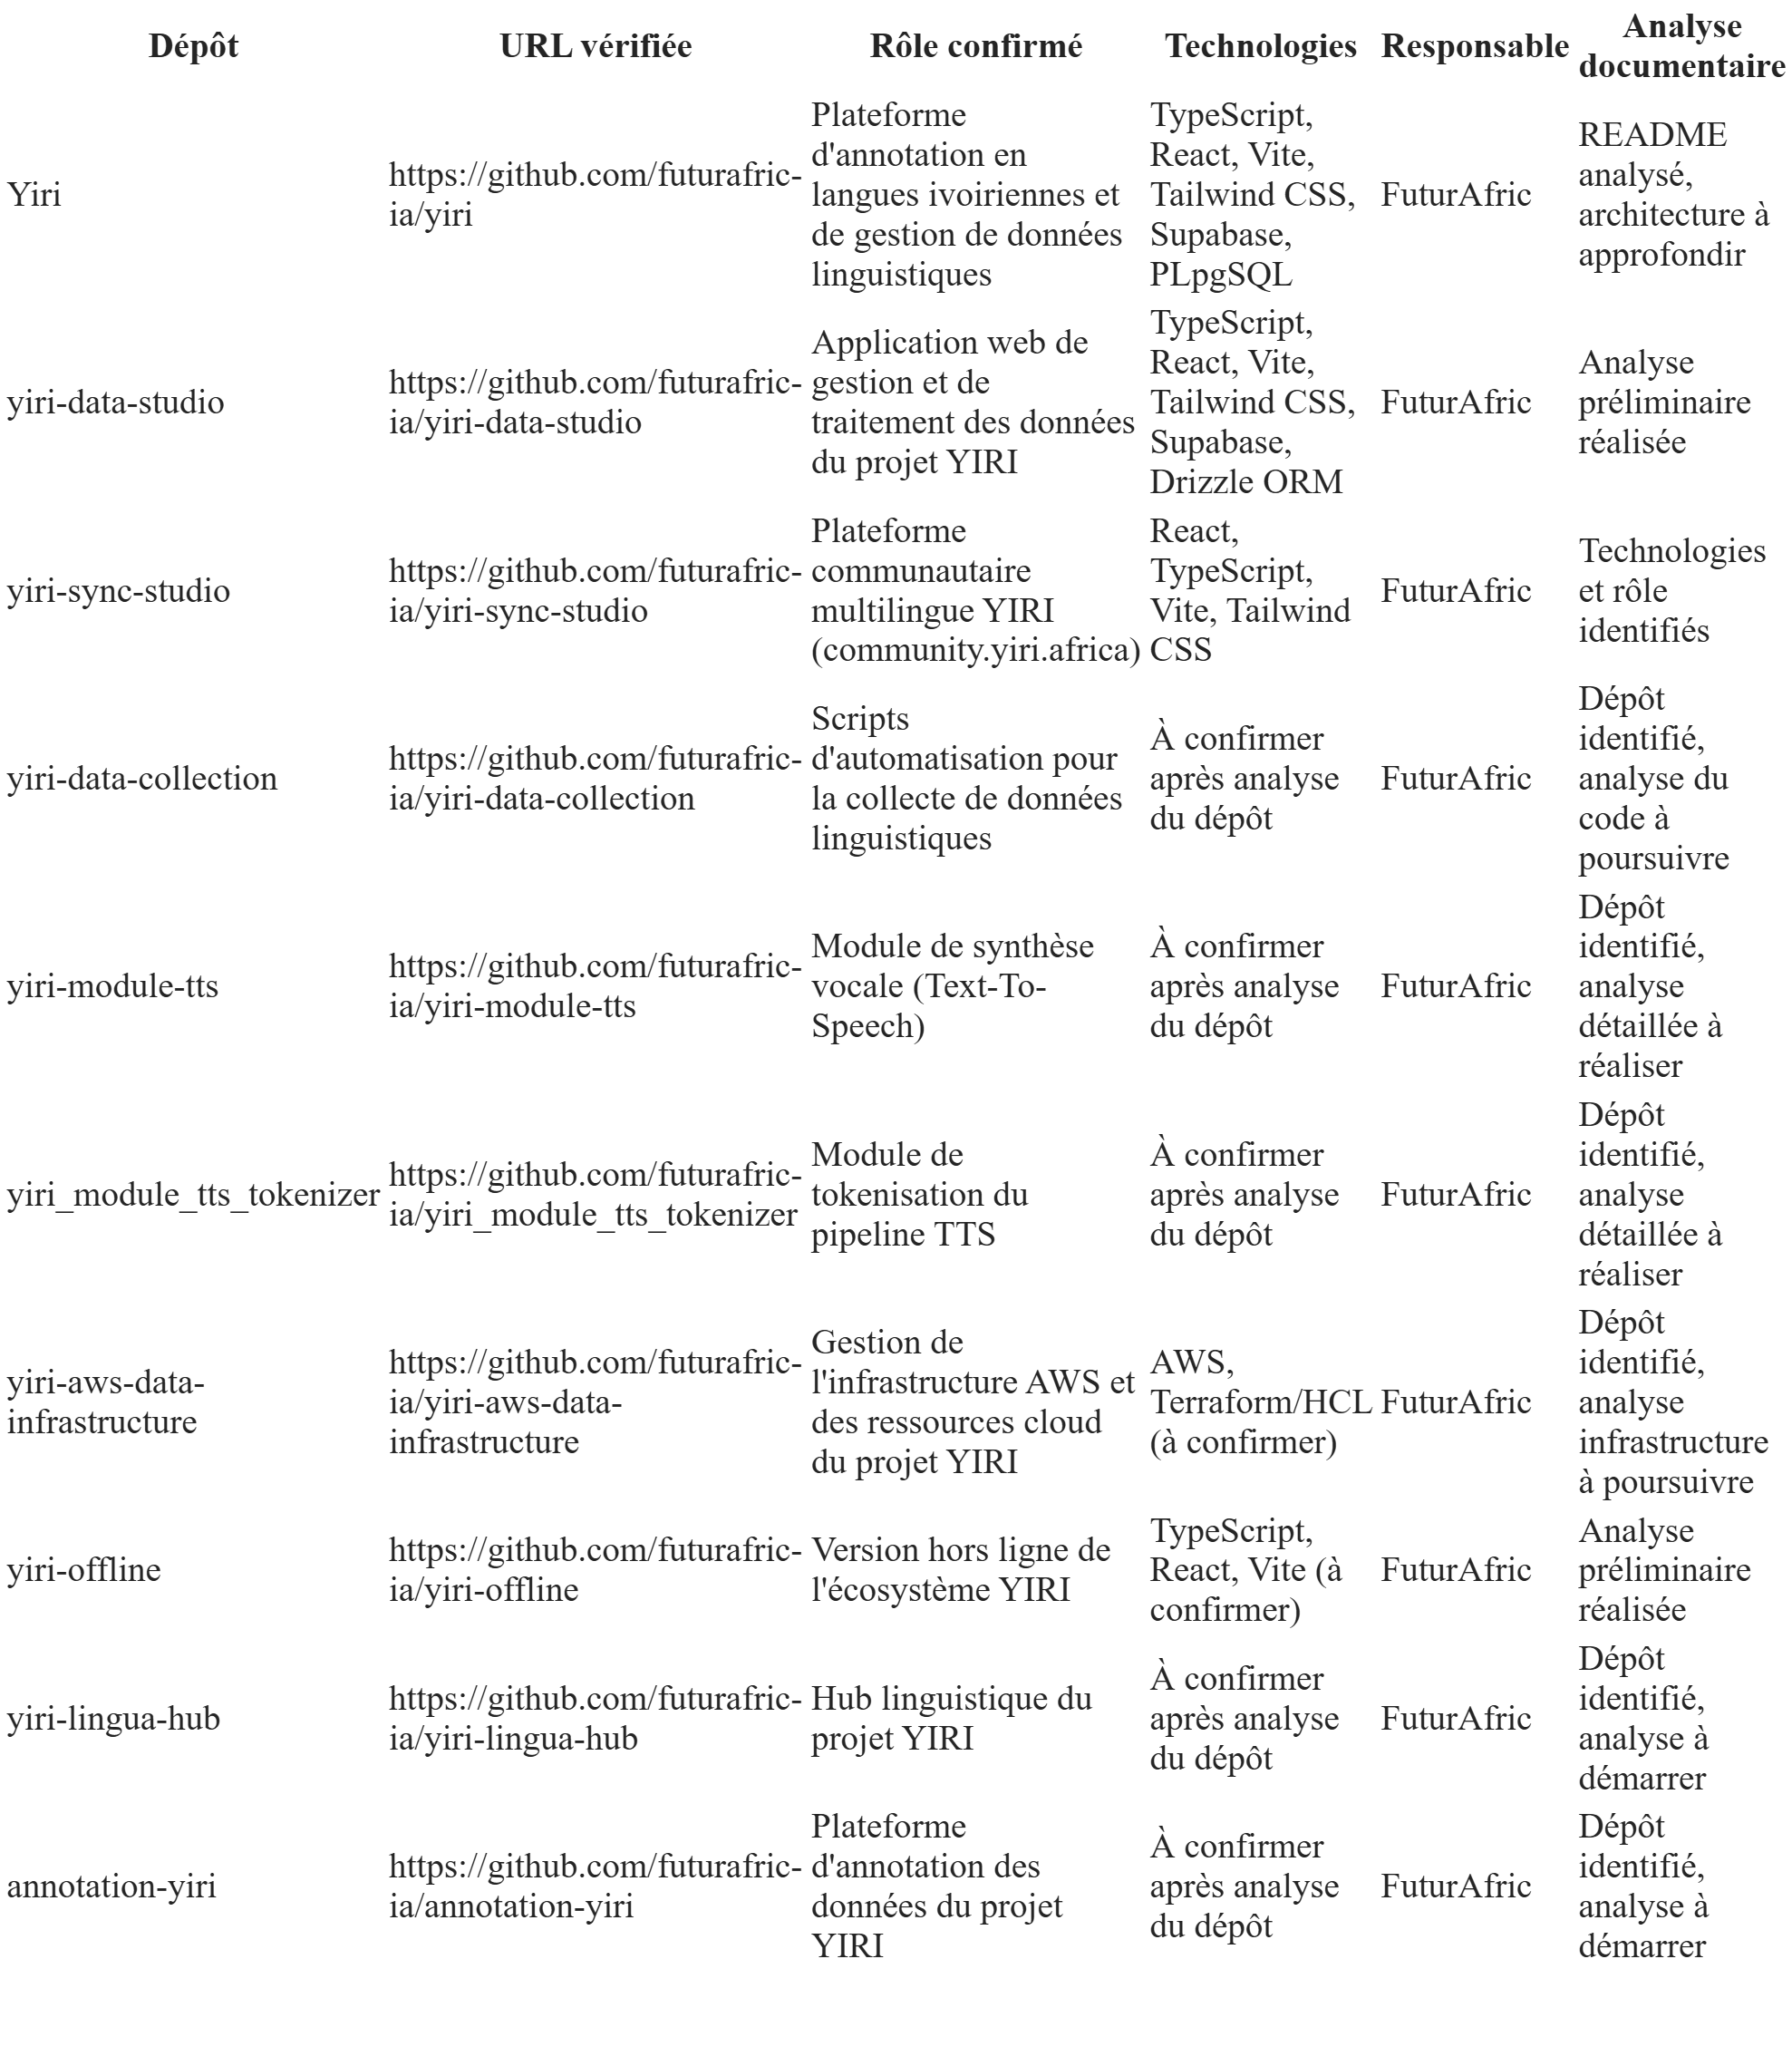 Dépôt
URL vérifiée
Rôle confirmé
Technologies
Responsable
Analyse
documentaire
Yiri
https://github.com/futurafric-
ia/yiri
Plateforme
d'annotation en
langues ivoiriennes et
de gestion de données
linguistiques
TypeScript,
React, Vite,
Tailwind CSS,
Supabase,
PLpgSQL
FuturAfric
README
analysé,
architecture à
approfondir
yiri-data-studio
https://github.com/futurafric-
ia/yiri-data-studio
Application web de
gestion et de
traitement des données
du projet YIRI
TypeScript,
React, Vite,
Tailwind CSS,
Supabase,
Drizzle ORM
FuturAfric
Analyse
préliminaire
réalisée
yiri-sync-studio
https://github.com/futurafric-
ia/yiri-sync-studio
Plateforme
communautaire
multilingue YIRI
(community.yiri.africa)
React,
TypeScript,
Vite, Tailwind
CSS
FuturAfric
Technologies
et rôle
identifiés
yiri-data-collection
https://github.com/futurafric-
ia/yiri-data-collection
Scripts
d'automatisation pour
la collecte de données
linguistiques
À confirmer
après analyse
du dépôt
FuturAfric
Dépôt
identifié,
analyse du
code à
poursuivre
yiri-module-tts
https://github.com/futurafric-
ia/yiri-module-tts
Module de synthèse
vocale (Text-To-
Speech)
À confirmer
après analyse
du dépôt
FuturAfric
Dépôt
identifié,
analyse
détaillée à
réaliser
yiri_module_tts_tokenizer
https://github.com/futurafric-
ia/yiri_module_tts_tokenizer
Module de
tokenisation du
pipeline TTS
À confirmer
après analyse
du dépôt
FuturAfric
Dépôt
identifié,
analyse
détaillée à
réaliser
yiri-aws-data-
infrastructure
https://github.com/futurafric-
ia/yiri-aws-data-
infrastructure
Gestion de
l'infrastructure AWS et
des ressources cloud
du projet YIRI
AWS,
Terraform/HCL
(à confirmer)
FuturAfric
Dépôt
identifié,
analyse
infrastructure
à poursuivre
yiri-offline
https://github.com/futurafric-
ia/yiri-offline
Version hors ligne de
l'écosystème YIRI
TypeScript,
React, Vite (à
confirmer)
FuturAfric
Analyse
préliminaire
réalisée
yiri-lingua-hub
https://github.com/futurafric-
ia/yiri-lingua-hub
Hub linguistique du
projet YIRI
À confirmer
après analyse
du dépôt
FuturAfric
Dépôt
identifié,
analyse à
démarrer
annotation-yiri
https://github.com/futurafric-
ia/annotation-yiri
Plateforme
d'annotation des
données du projet
YIRI
À confirmer
après analyse
du dépôt
FuturAfric
Dépôt
identifié,
analyse à
démarrer